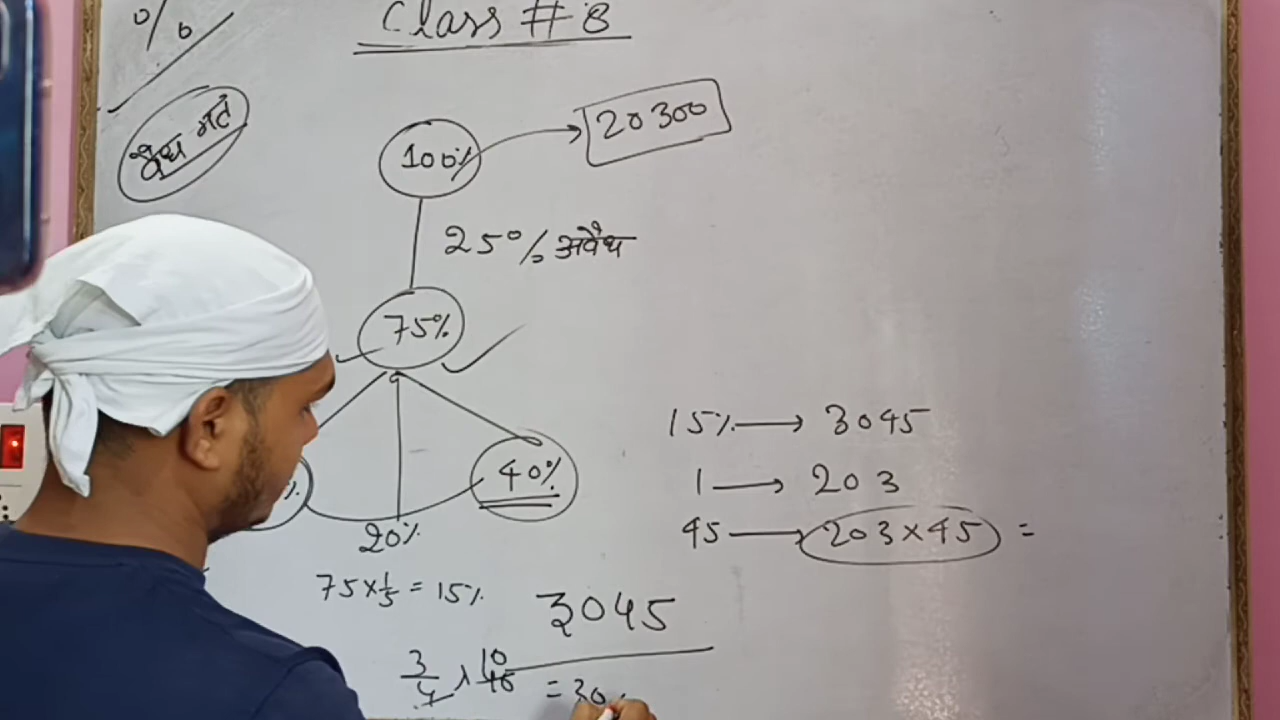 %
Class # 8
वैध मत
100%
20300
25% अवैध
75%
15% → 3045
%
40%
1 → 203
45 → 203×45 =
20%
75×1/5 = 15%
3045
3/4 × 40 10 = 30